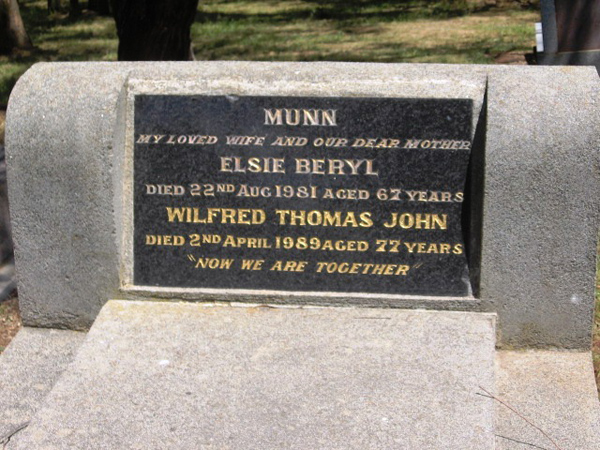 MUNN
MY LOVED WIFE AND OUR DEAR MOTHER
ELSIE BERYL
DIED 22ND AUG 1981 AGED 67 YEARS
WILFRED THOMAS JOHN
DIED 2ND APRIL 1989 AGED 77 YEARS
"NOW WE ARE TOGETHER"